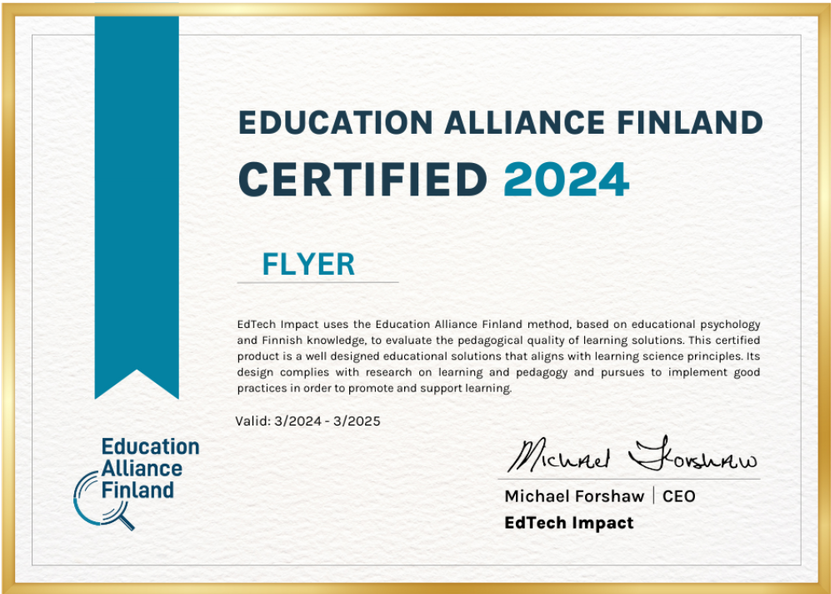 EDUCATION ALLIANCE FINLAND
CERTIFIED 2024
FLYER
EdTech Impact uses the Education Alliance Finland method, based on educational psychology
and Finnish knowledge, to evaluate the pedagogical quality of learning solutions. This certified
product is a well designed educational solutions that aligns with learning science principles. Its
design complies with research on learning and pedagogy and pursues to implement good
practices in order to promote and support learning.
Valid: 3/2024 - 3/2025
Education
Alliance
Finland
Michael Forshaw
Michael Forshaw | CEO
EdTech Impact